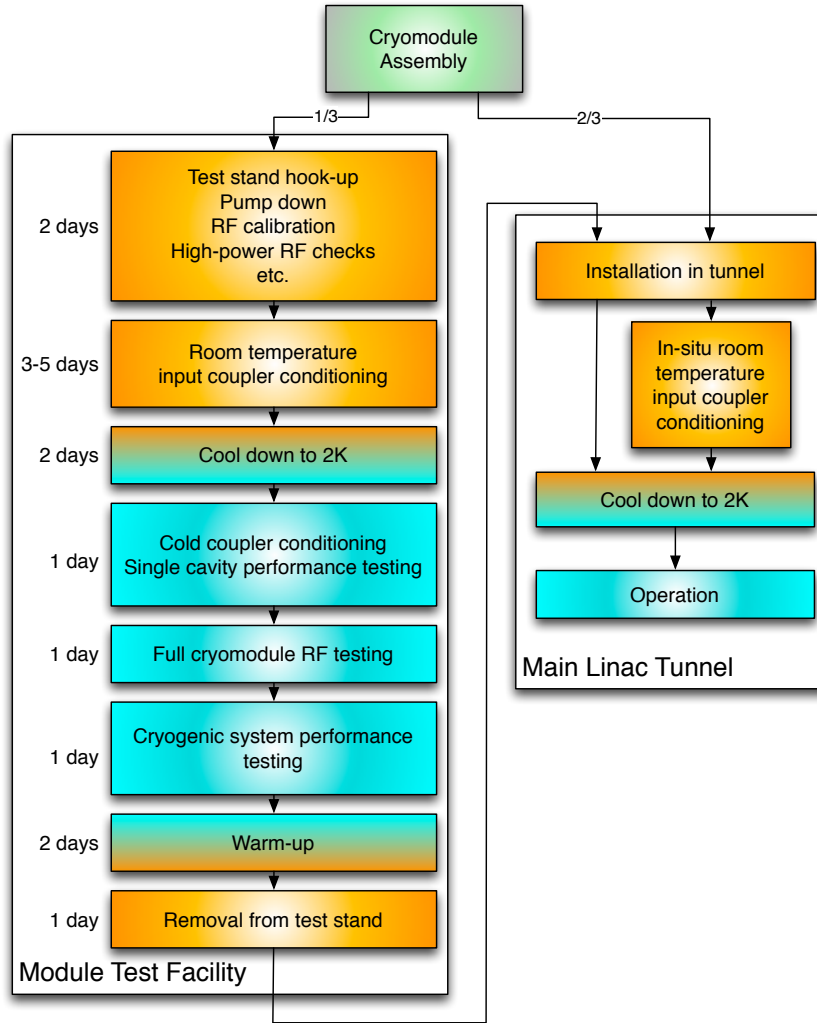 Cryomodule
Assembly
1/3
2/3
2 days
Test stand hook-up
Pump down
RF calibration
High-power RF checks
etc.
3-5 days
Room temperature
input coupler conditioning
2 days
Cool down to 2K
1 day
Cold coupler conditioning
Single cavity performance testing
1 day
Full cryomodule RF testing
1 day
Cryogenic system performance
testing
2 days
Warm-up
1 day
Removal from test stand
Module Test Facility
Installation in tunnel
In-situ room
temperature
input coupler
conditioning
Cool down to 2K
Operation
Main Linac Tunnel